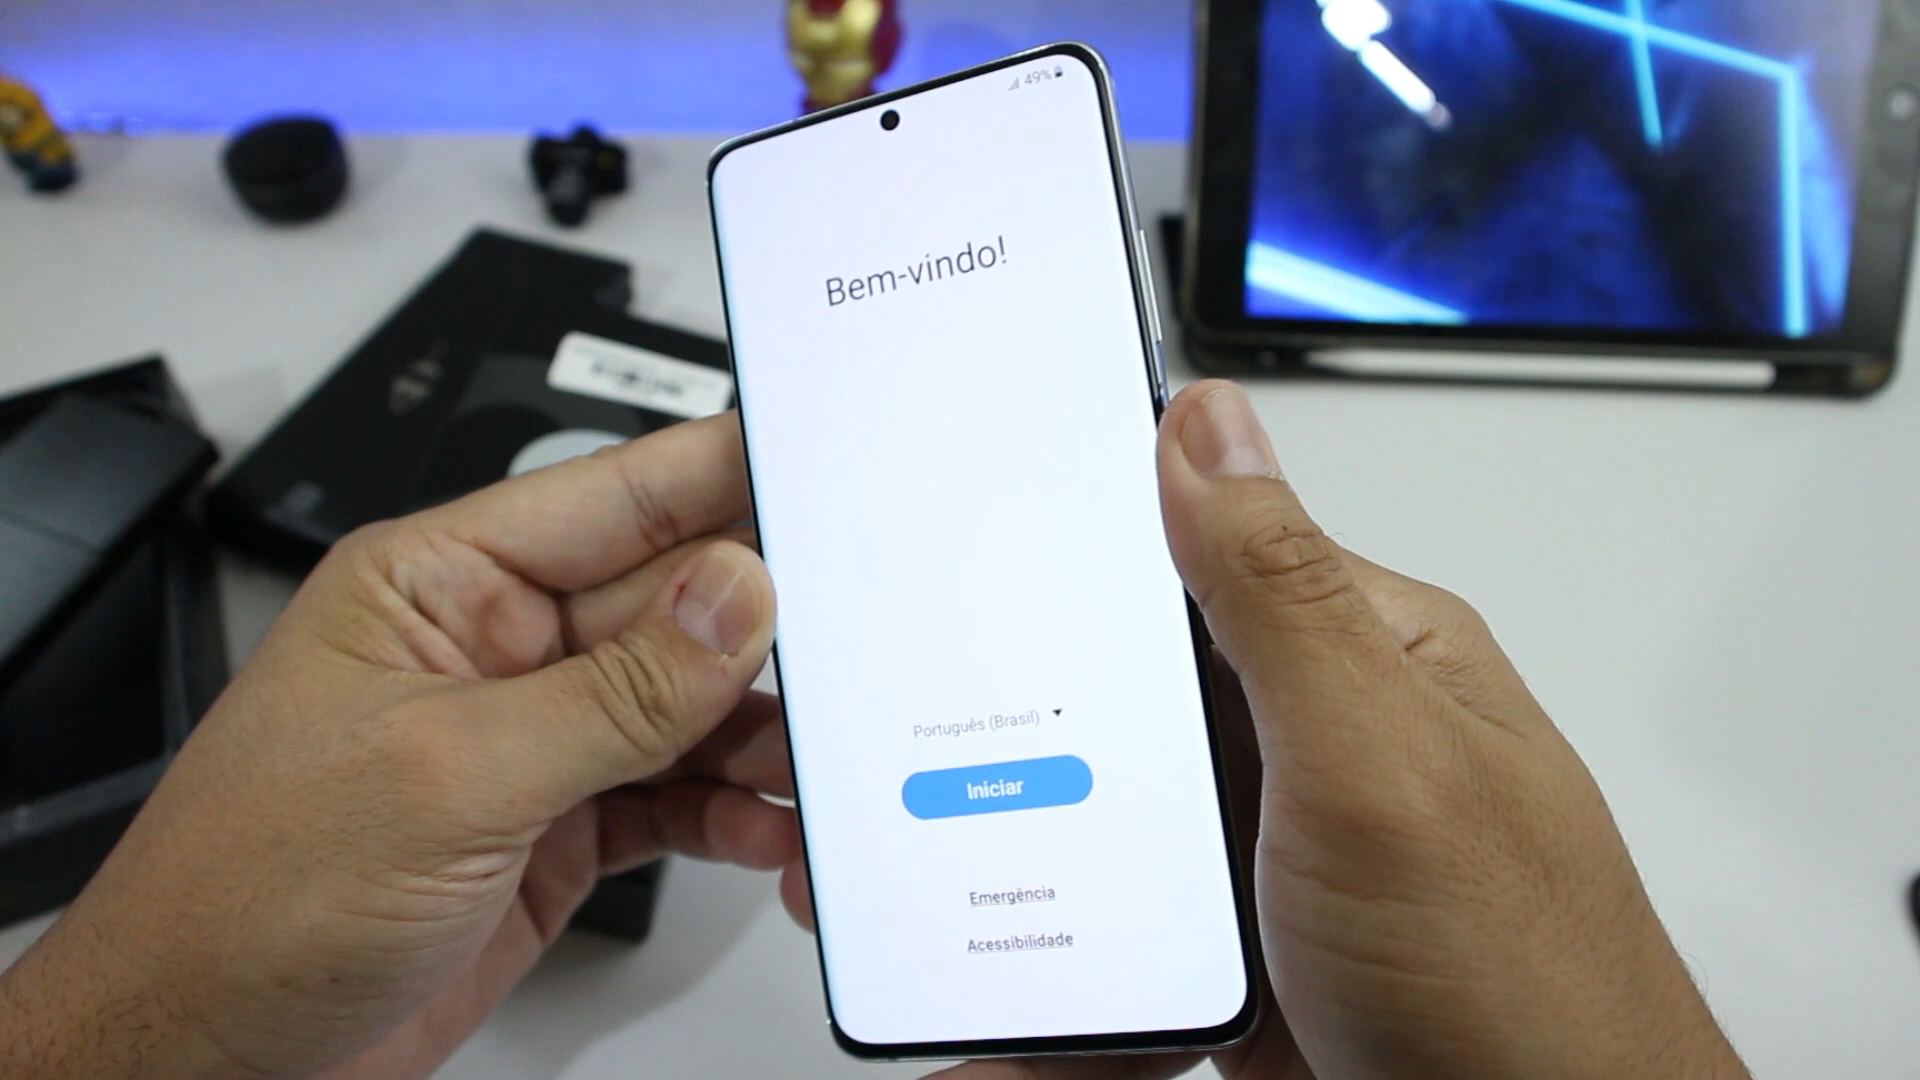 49%
Bem-vindo!
Português (Brasil)
Iniciar
Emergência
Acessibilidade